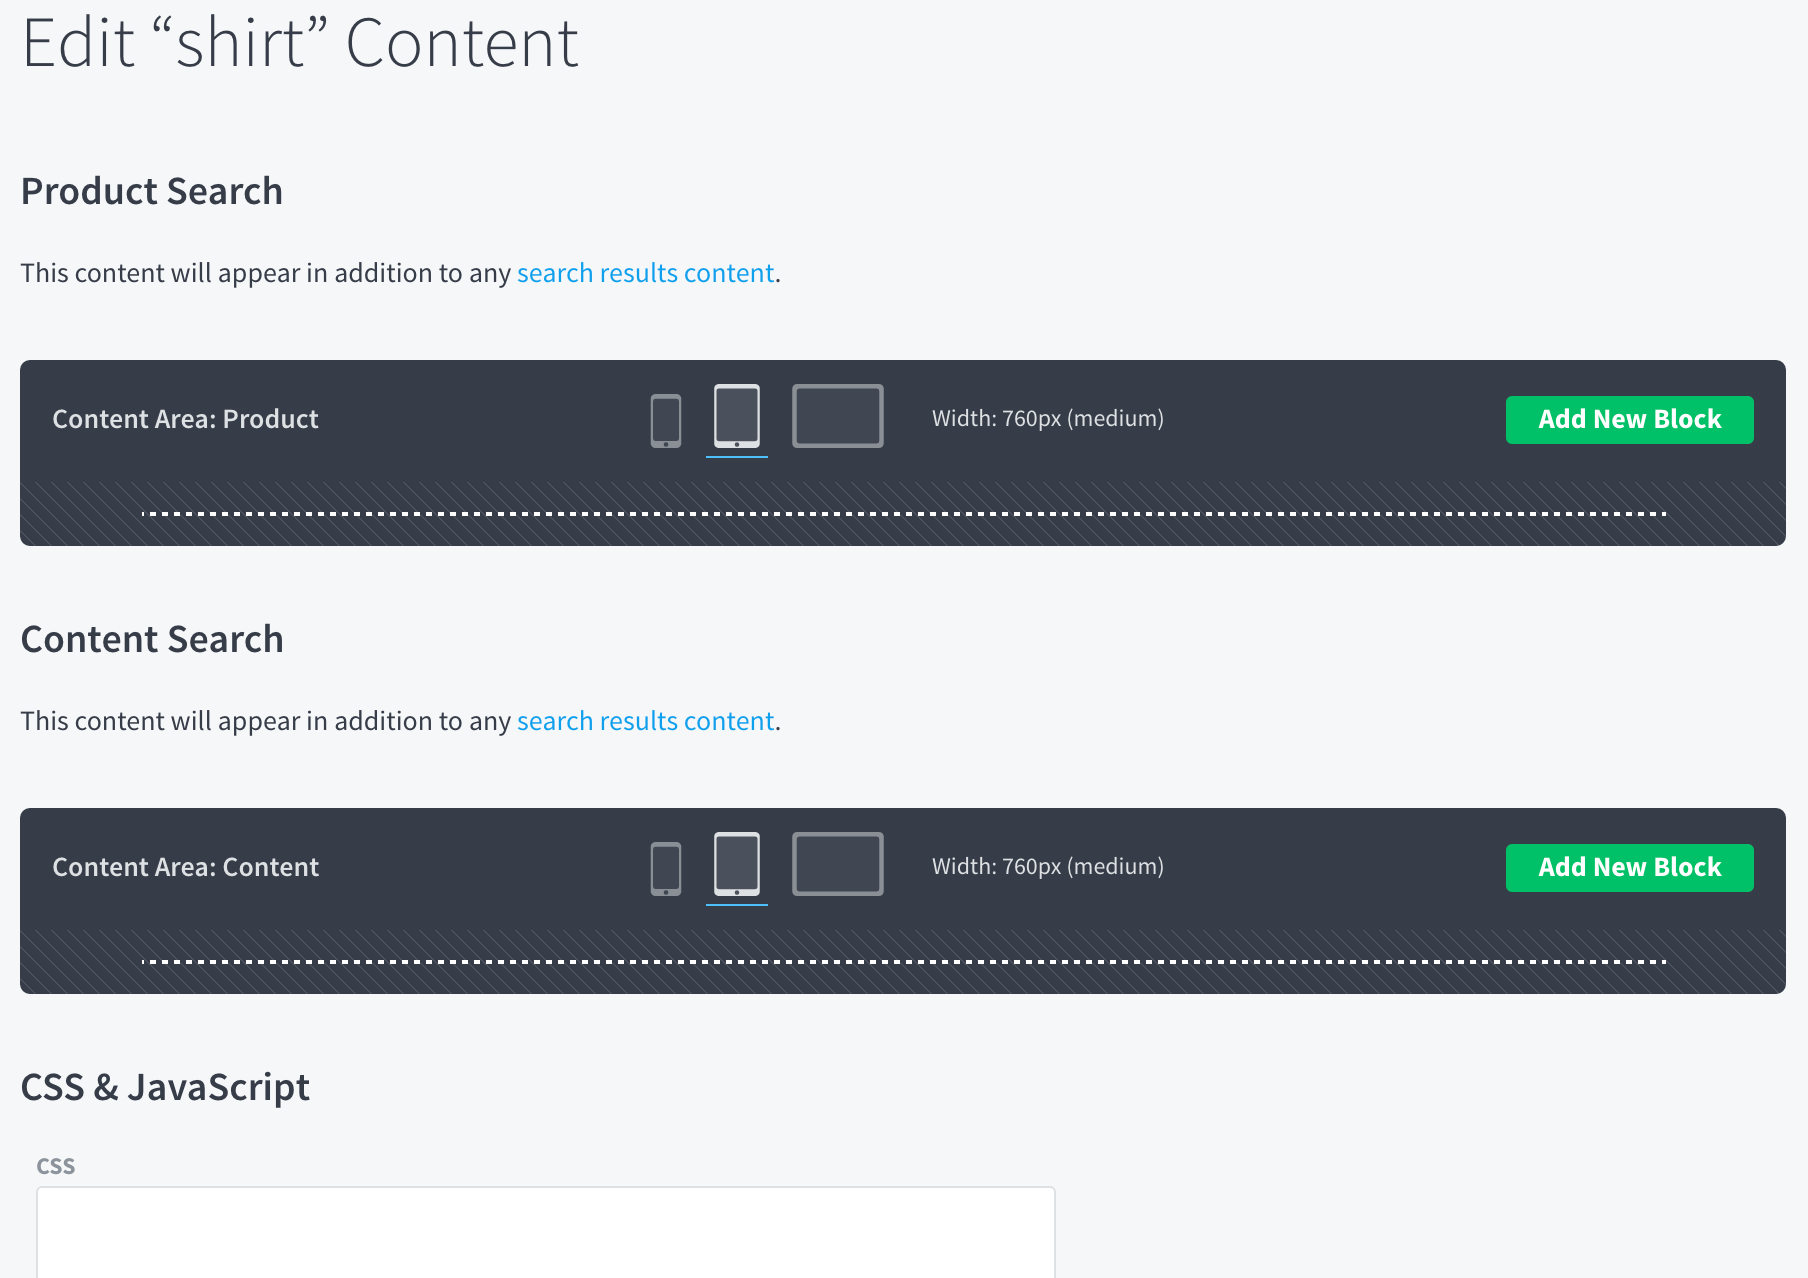 Edit “shirt” Content
Product Search
This content will appear in addition to any search results content.
Content Area: Product
Width: 760px (medium)
Add New Block
Content Search
This content will appear in addition to any search results content.
Content Area: Content
Width: 760px (medium)
Add New Block
CSS & JavaScript
CSS